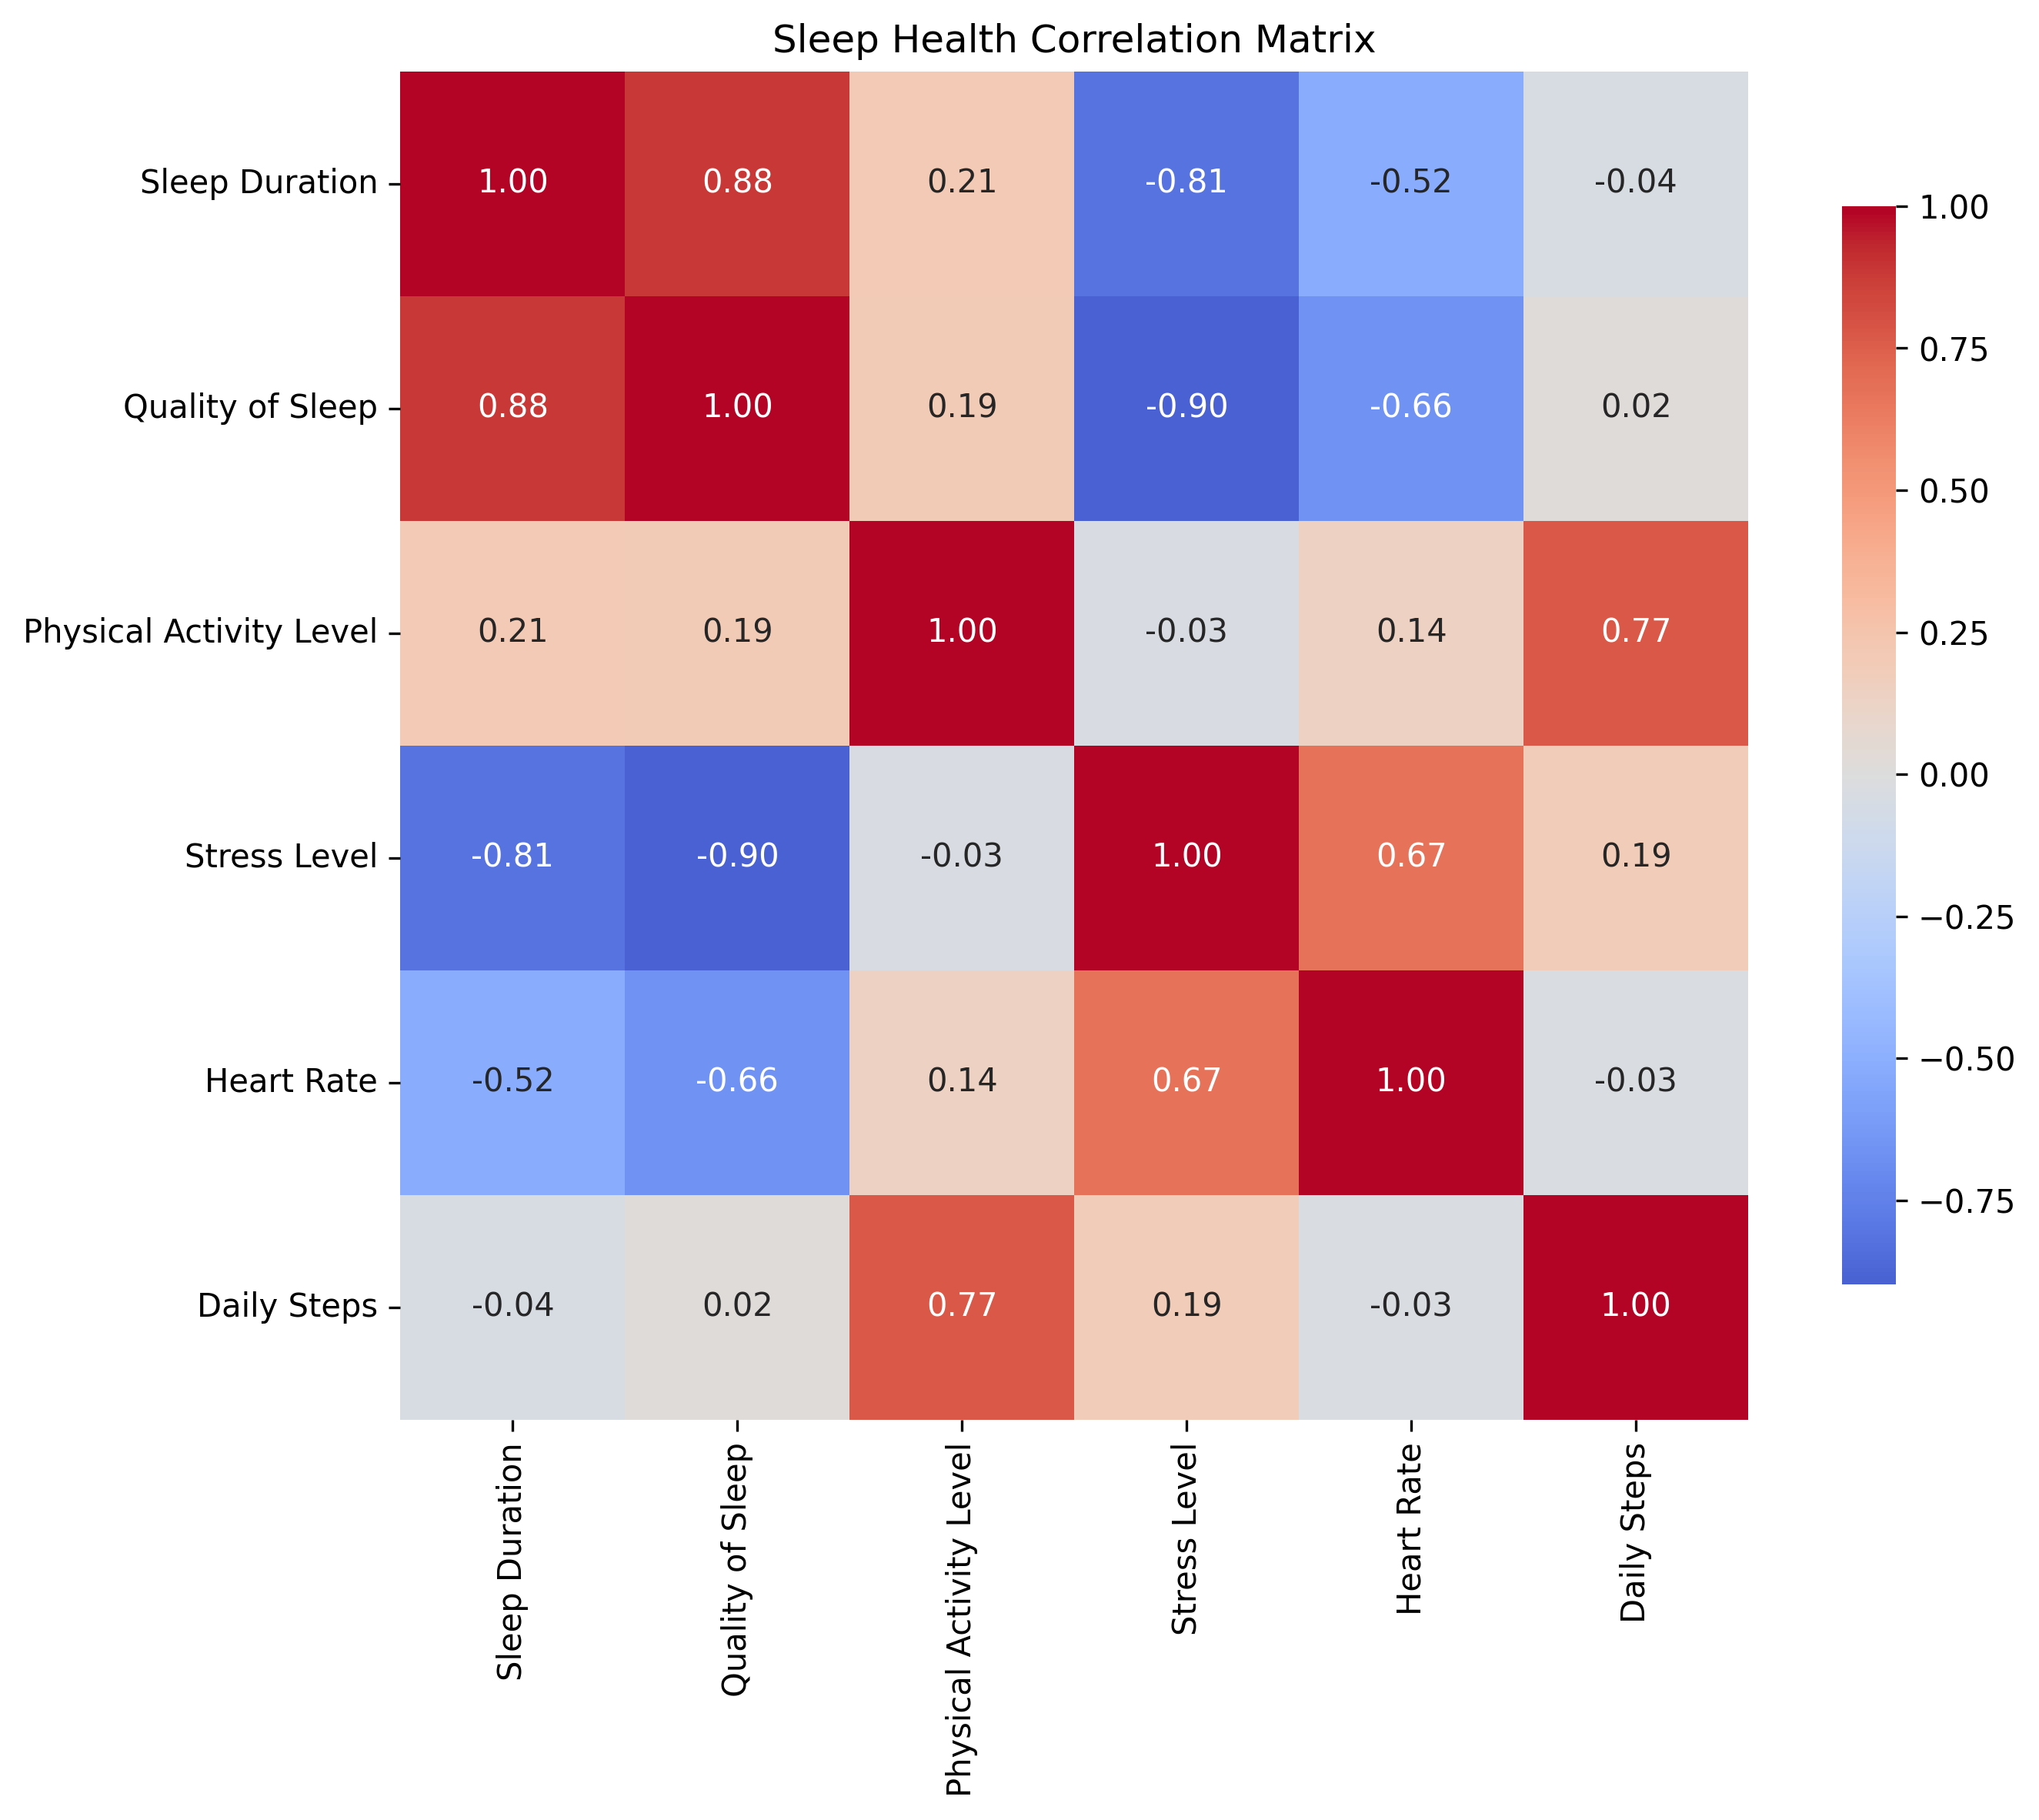 Sleep Health Correlation Matrix
Sleep Duration 1.00 0.88 0.21 -0.81 -0.52 -0.04
Quality of Sleep 0.88 1.00 0.19 -0.90 -0.66 0.02
Physical Activity Level 0.21 0.19 1.00 -0.03 0.14 0.77
Stress Level -0.81 -0.90 -0.03 1.00 0.67 0.19
Heart Rate -0.52 -0.66 0.14 0.67 1.00 -0.03
Daily Steps -0.04 0.02 0.77 0.19 -0.03 1.00
Sleep Duration
Quality of Sleep
Physical Activity Level
Stress Level
Heart Rate
Daily Steps
1.00
0.75
0.50
0.25
0.00
−0.25
−0.50
−0.75